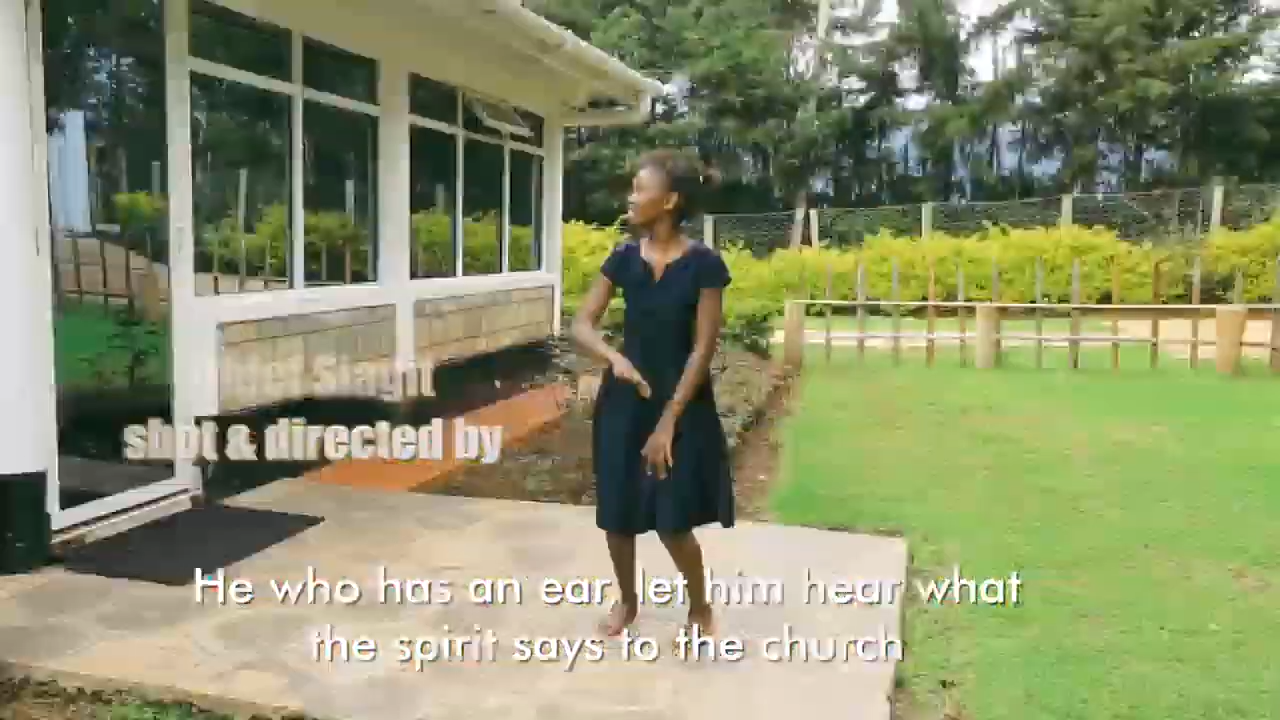 shot & directed by
He who has an ear, let him hear what
the spirit says to the church